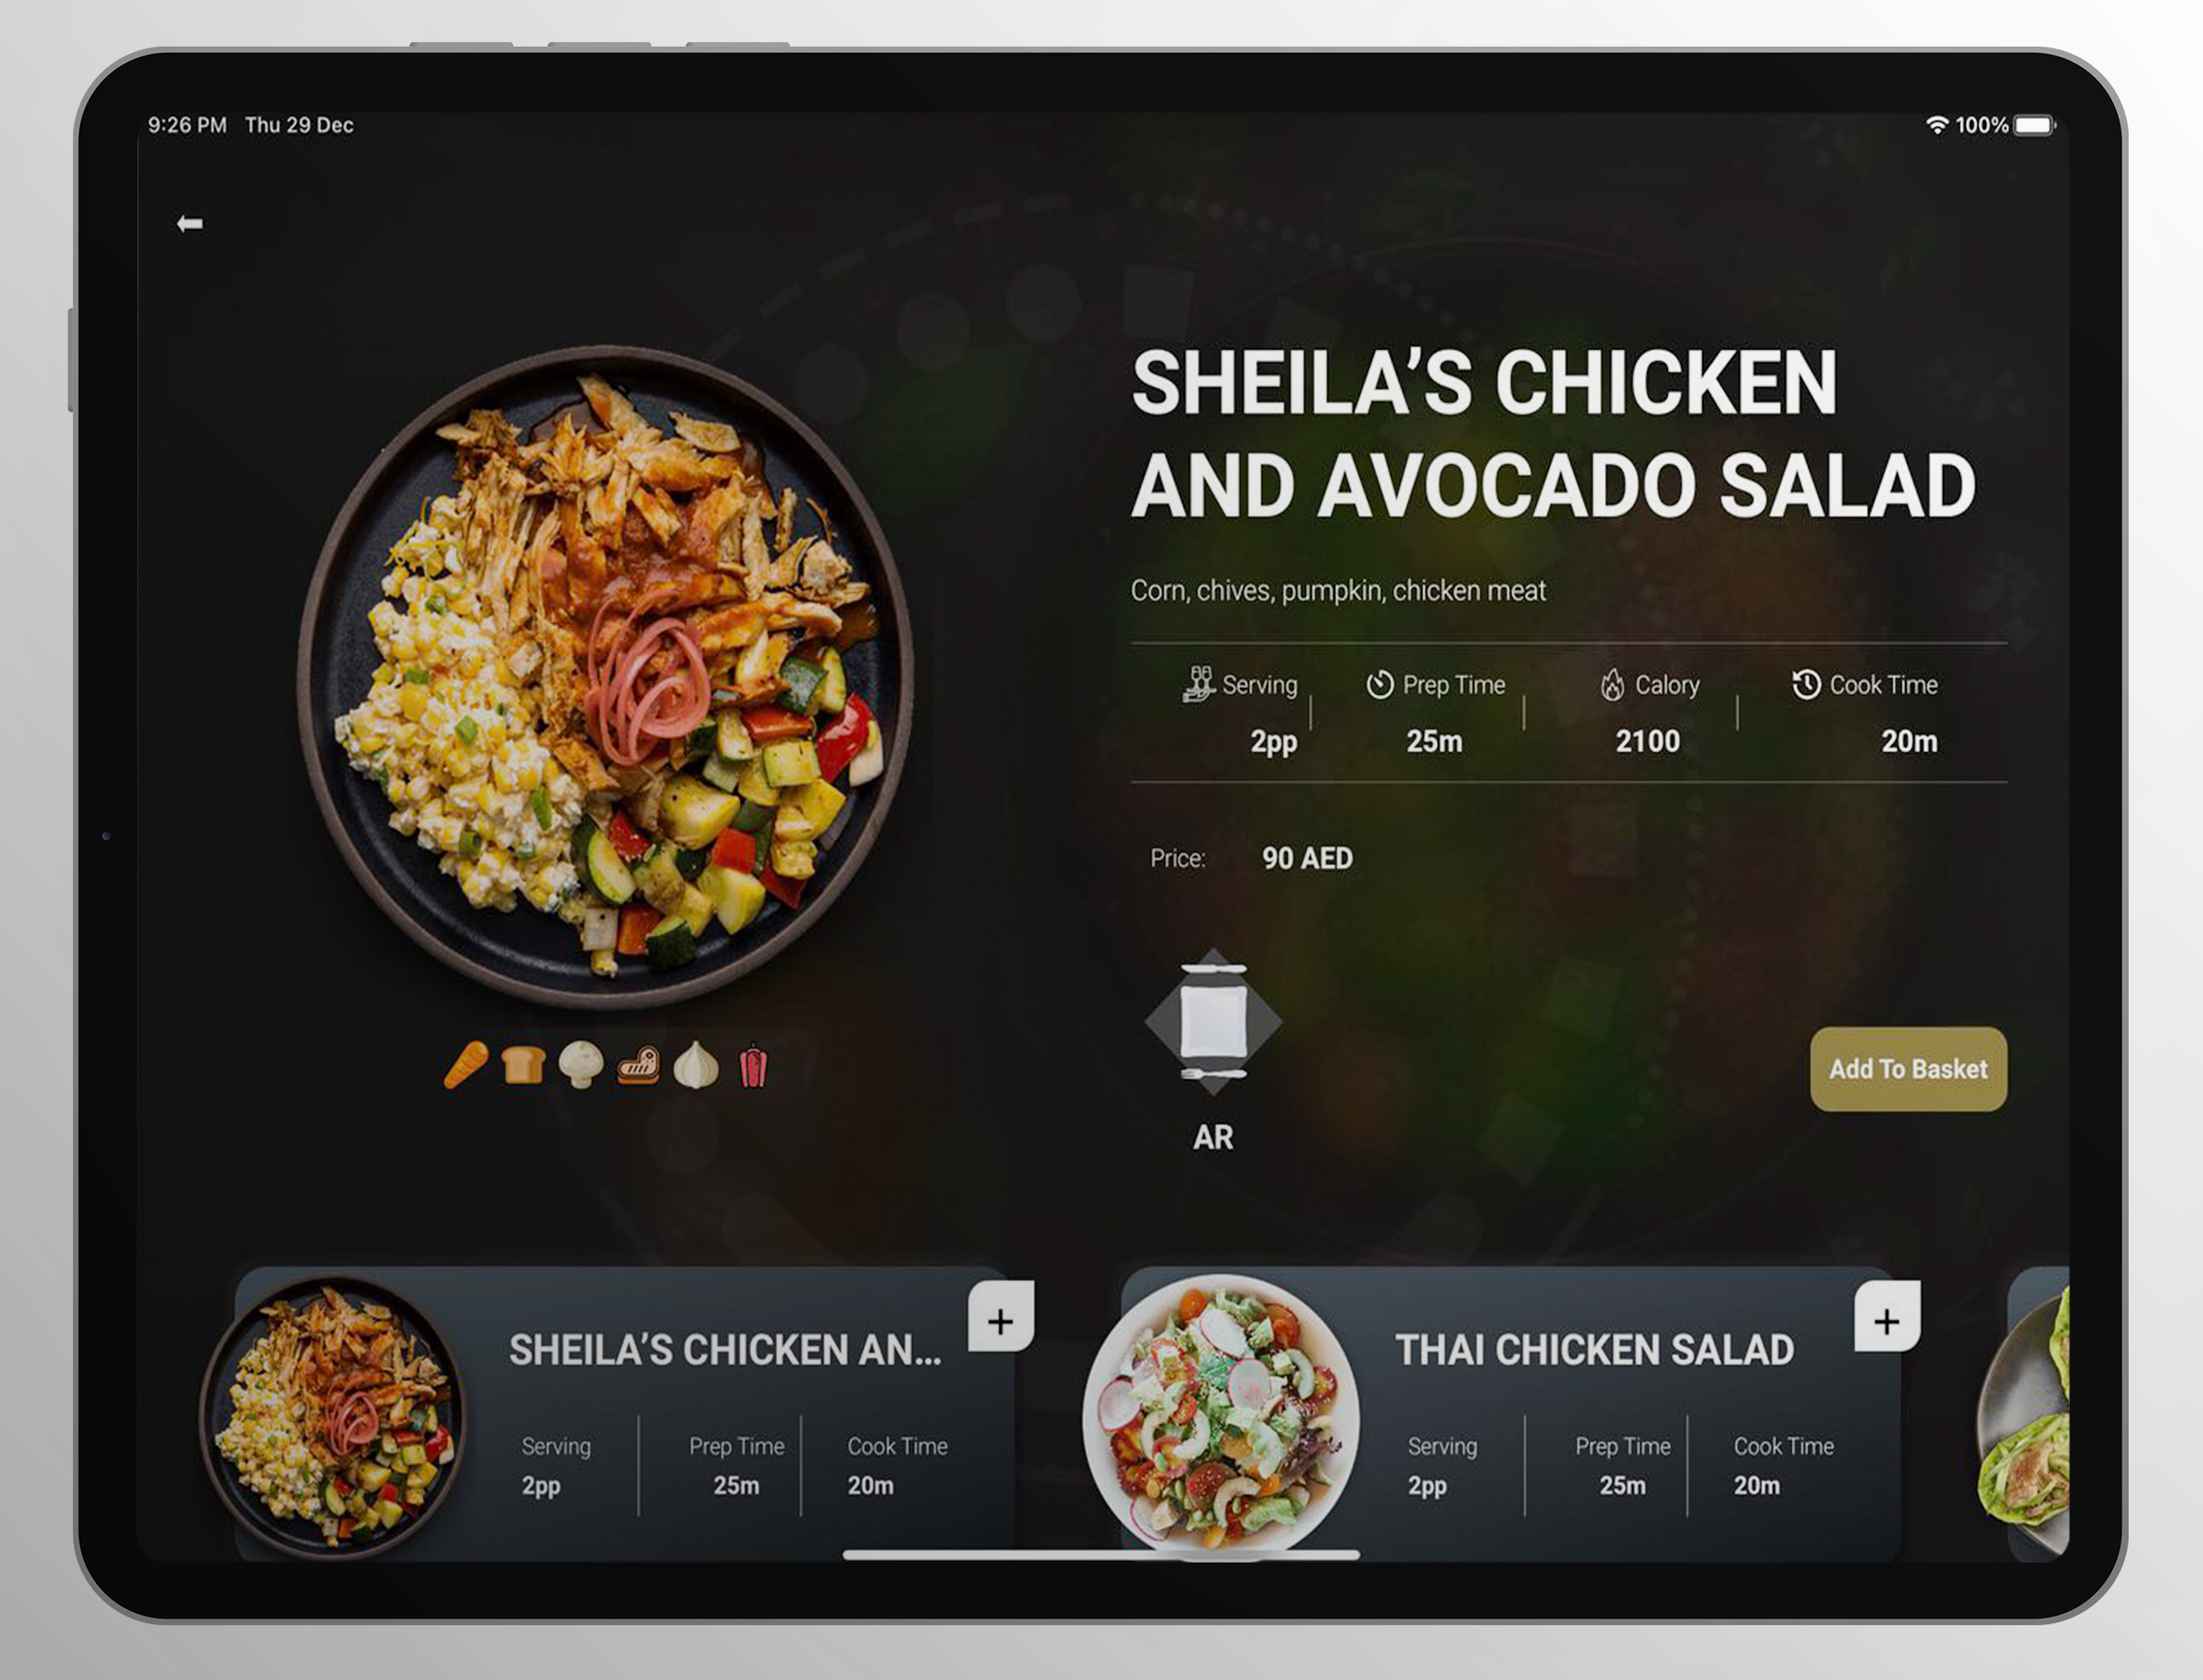 9:26 PM Thu 29 Dec
100%
SHEILA’S CHICKEN
AND AVOCADO SALAD
Corn, chives, pumpkin, chicken meat
Serving Prep Time Calory Cook Time
2pp 25m 2100 20m
Price: 90 AED
Add To Basket
AR
SHEILA’S CHICKEN AN...
+
Serving Prep Time Cook Time
2pp 25m 20m
THAI CHICKEN SALAD
+
Serving Prep Time Cook Time
2pp 25m 20m